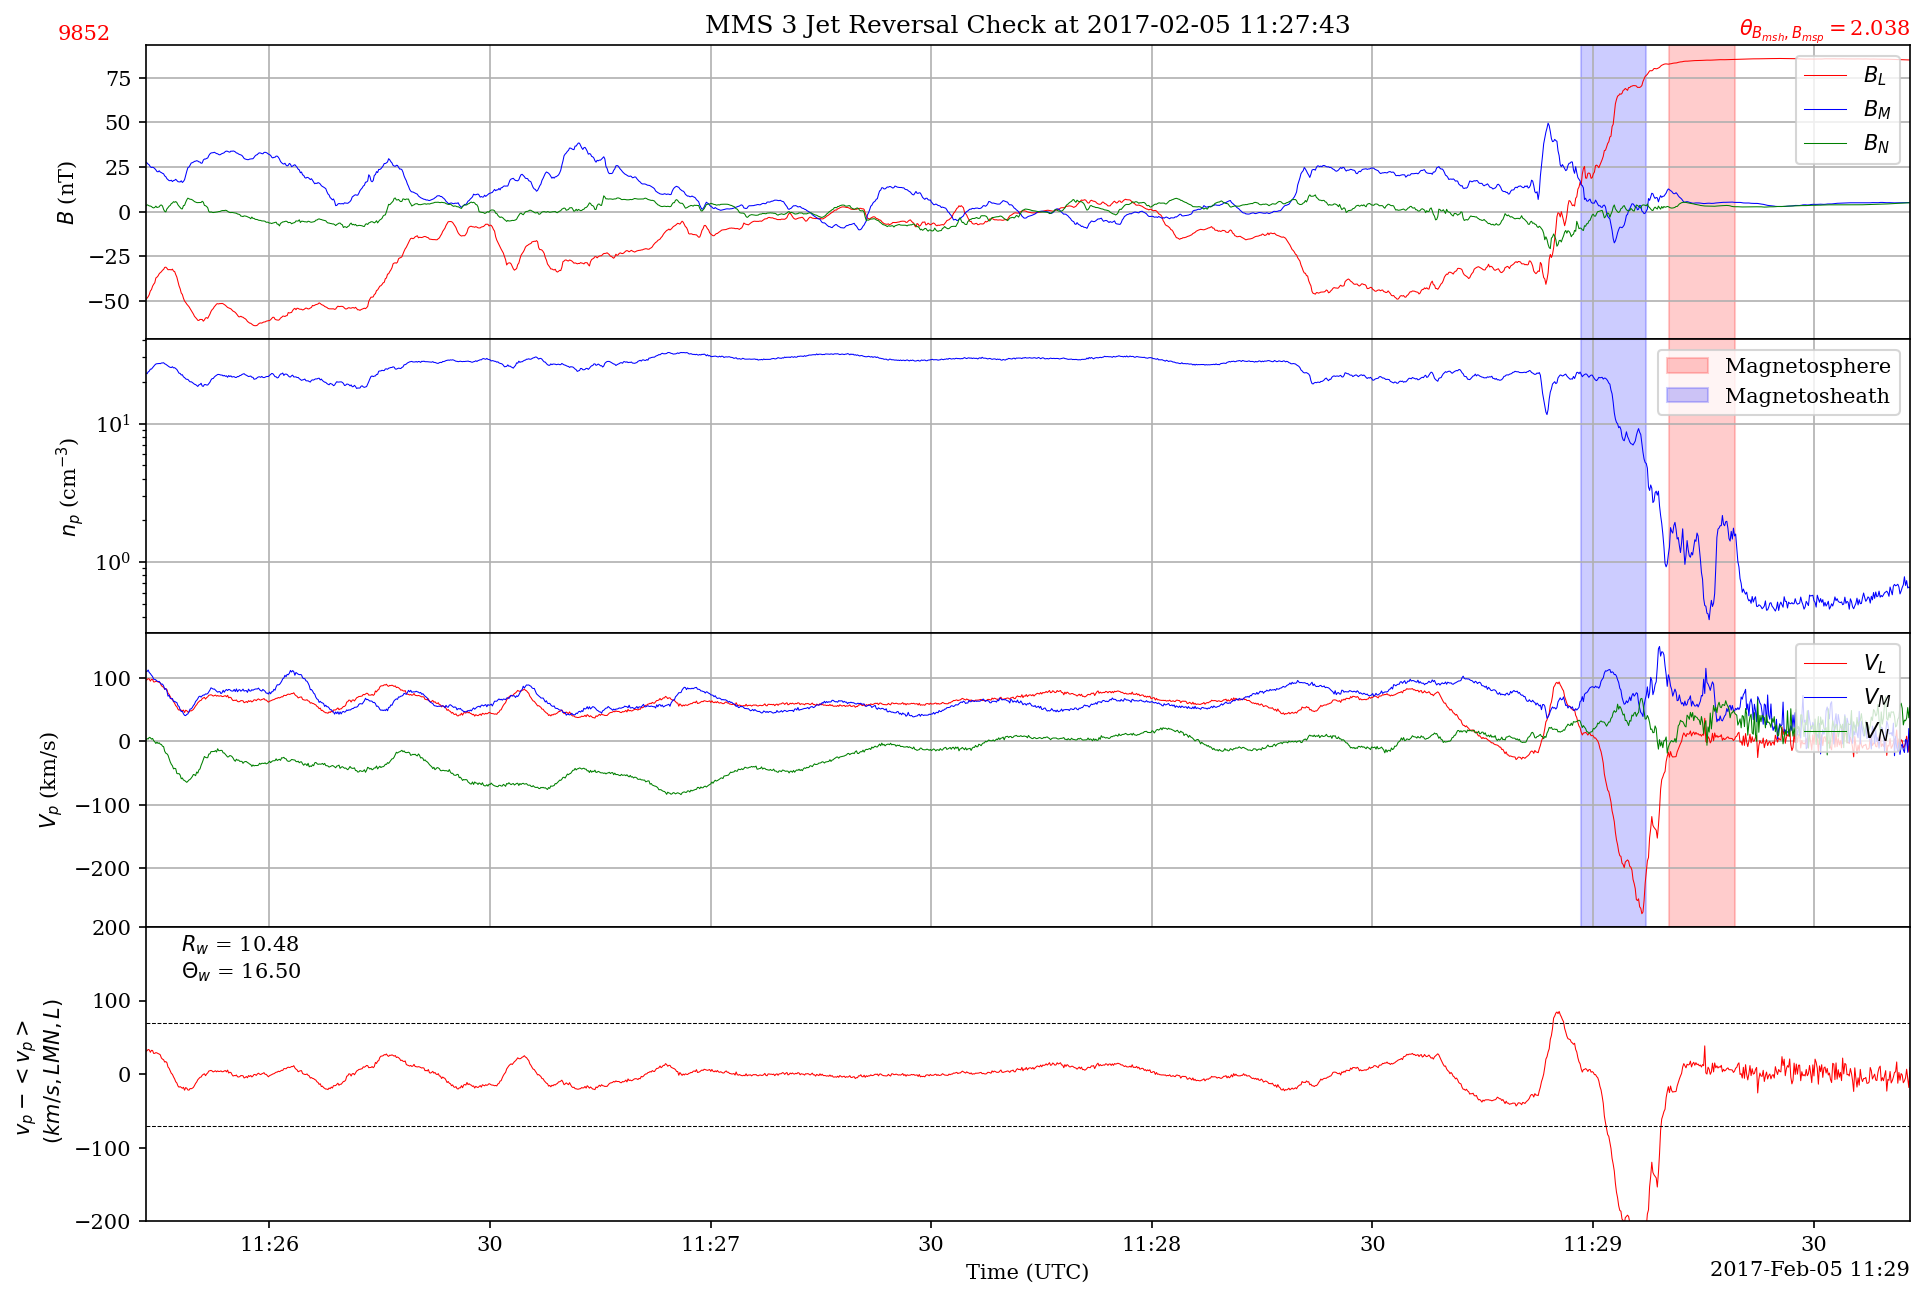 MMS 3 Jet Reversal Check at 2017-02-05 11:27:43
9852
θ_{B_{msh}, B_{msp}} = 2.038
B (nT)
75
50
25
0
−25
−50
B_L
B_M
B_N
n_p (cm^{−3})
10^1
10^0
Magnetosphere
Magnetosheath
V_p (km/s)
100
0
−100
−200
V_L
V_M
V_N
v_p − < v_p >
(km/s, LMN, L)
200
100
0
−100
−200
R_w = 10.48
Θ_w = 16.50
11:26 30 11:27 30 11:28 30 11:29 30
Time (UTC)
2017-Feb-05 11:29